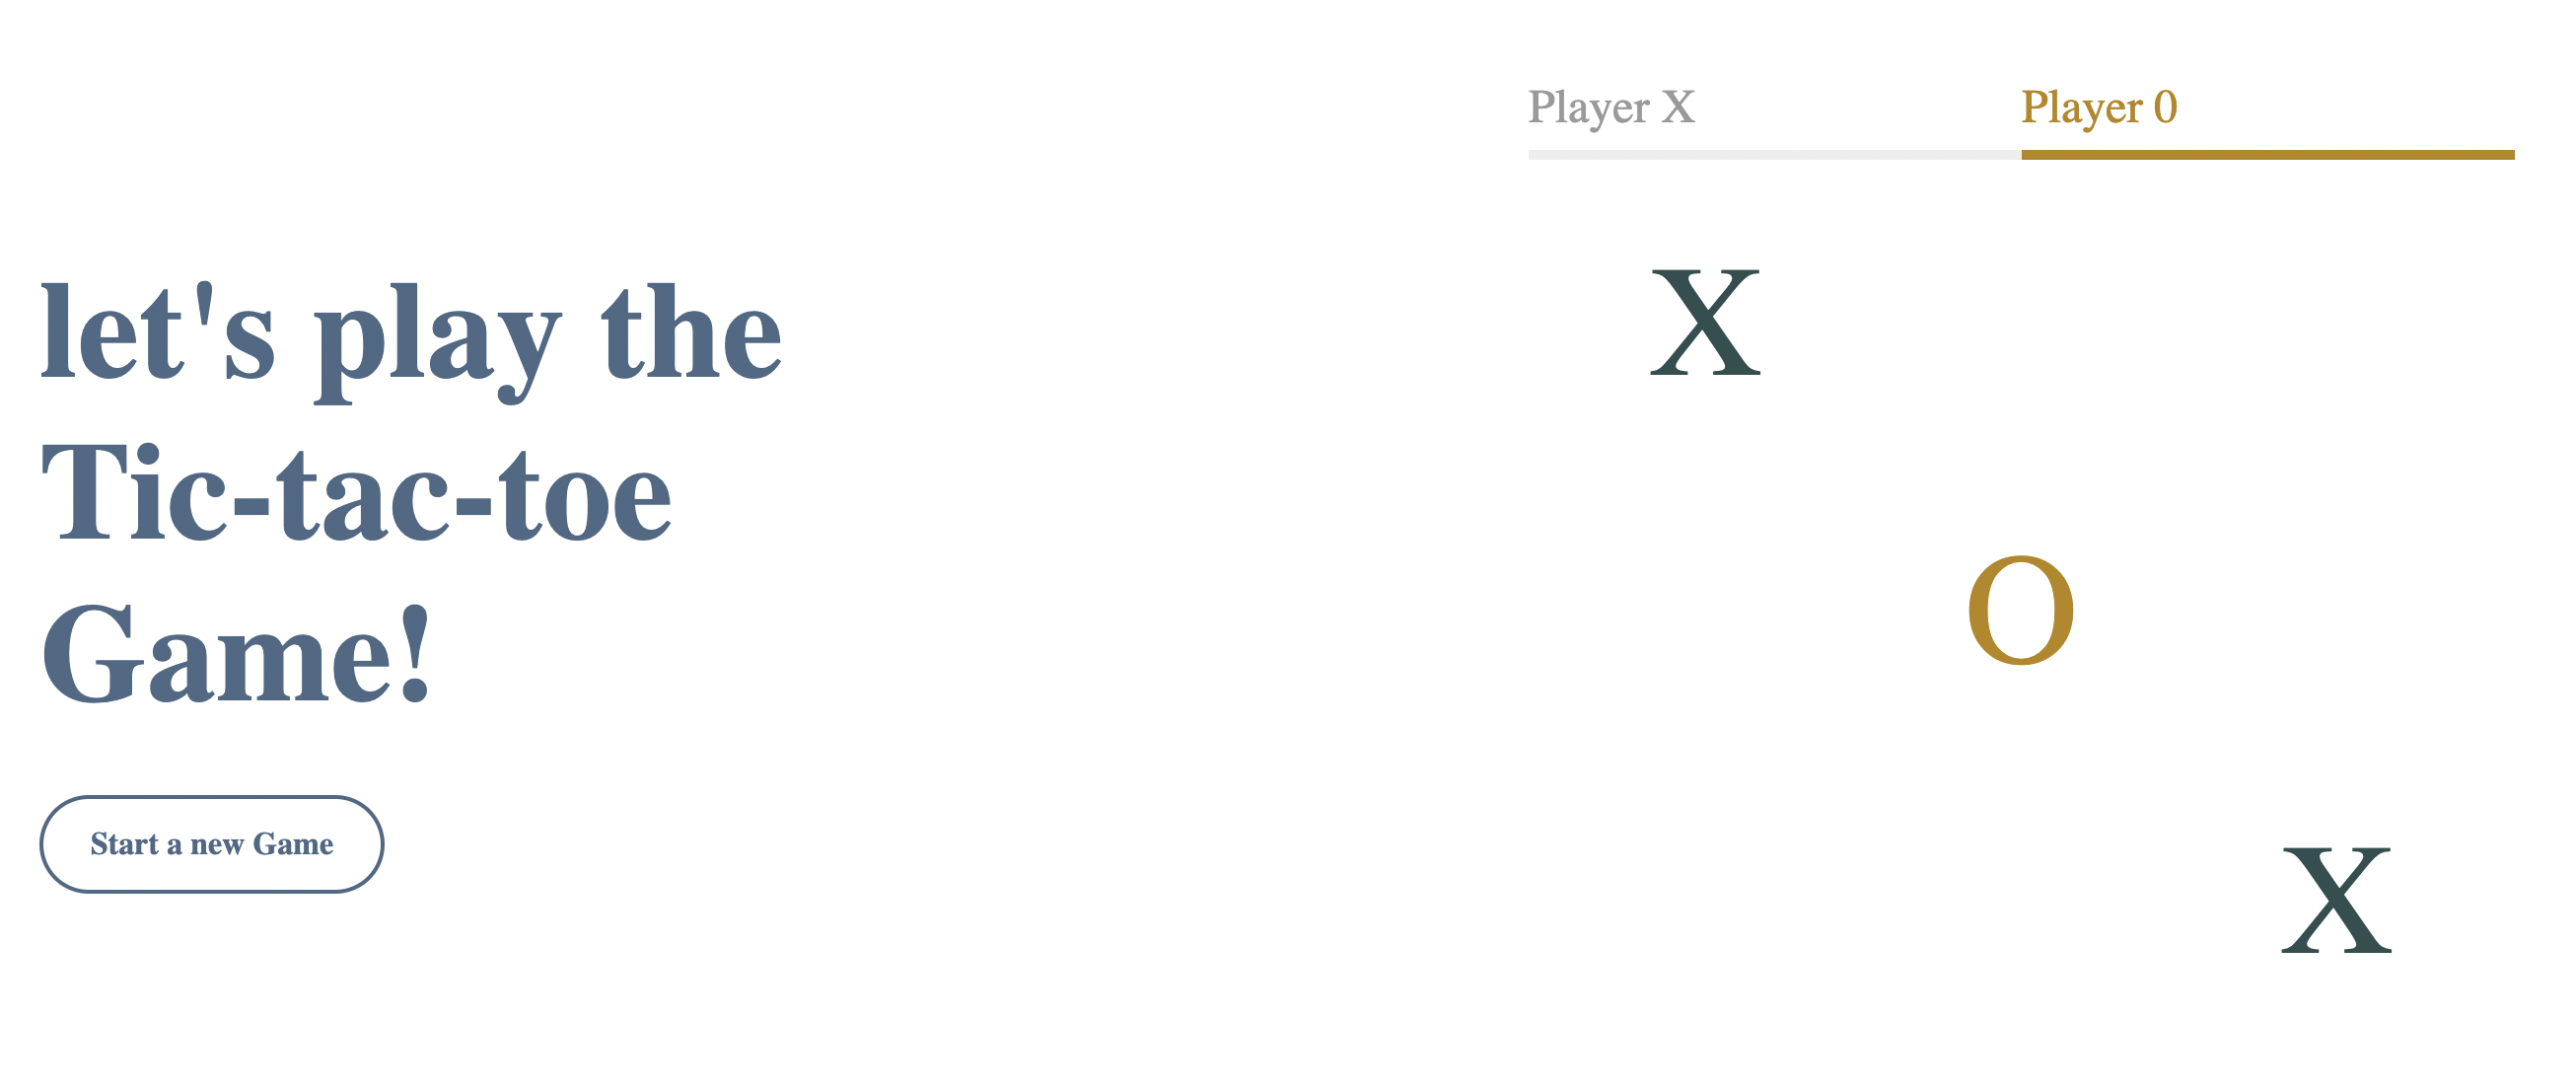 let's play the
Tic-tac-toe
Game!
Start a new Game
Player X
Player 0
X
O
X